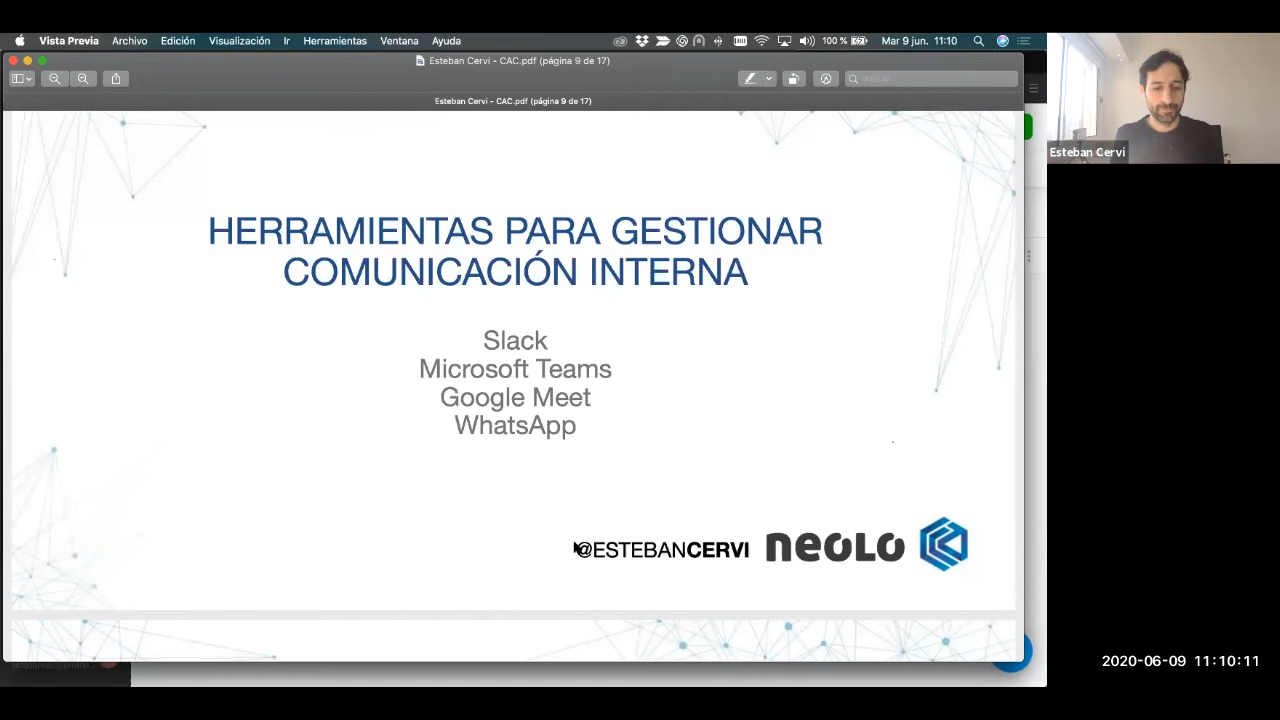 Vista Previa Archivo Edición Visualización Ir Herramientas Ventana Ayuda 100 % Mar 9 jun. 11:10
Esteban Cervi - CAC.pdf (página 9 de 17)
Buscar
Esteban Cervi - CAC.pdf (página 9 de 17)
Esteban Cervi
HERRAMIENTAS PARA GESTIONAR
COMUNICACIÓN INTERNA
Slack
Microsoft Teams
Google Meet
WhatsApp
@ESTEBANCERVI neolo
2020-06-09 11:10:11